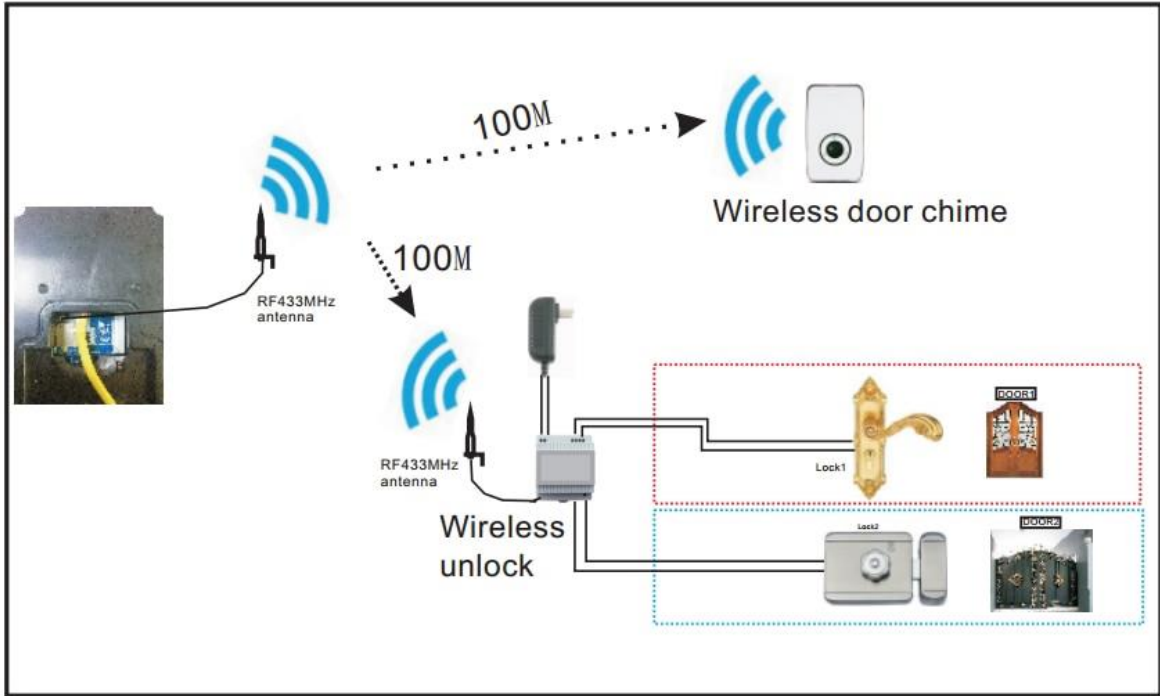 100M
Wireless door chime
100M
RF433MHz
antenna
RF433MHz
antenna
Wireless
unlock
DOOR1
Lock1
DOOR2
Lock2